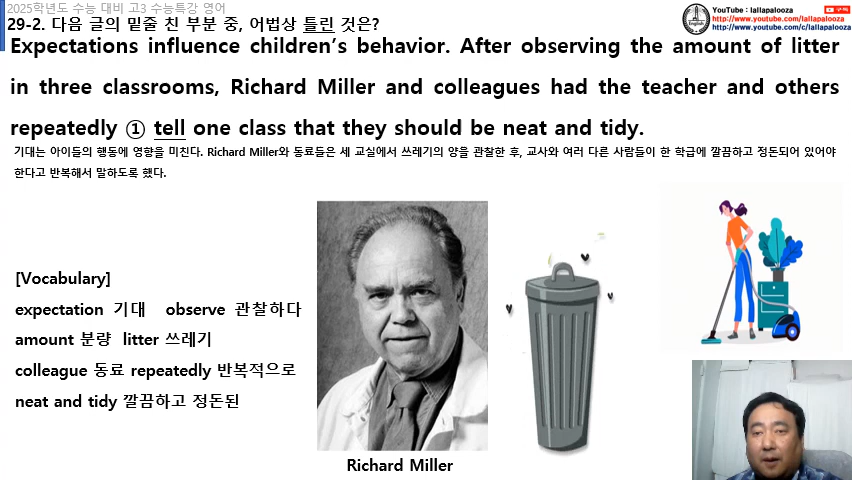 2025학년도 수능 대비 고3 수능특강 영어
29-2. 다음 글의 밑줄 친 부분 중, 어법상 틀린 것은?
YouTube : lallapalooza 구독
http://www.youtube.com/lallapalooza
http://www.youtube.com/c/lallapalooza
English
Expectations influence children's behavior. After observing the amount of litter
in three classrooms, Richard Miller and colleagues had the teacher and others
repeatedly ① tell one class that they should be neat and tidy.
기대는 아이들의 행동에 영향을 미친다. Richard Miller와 동료들은 세 교실에서 쓰레기의 양을 관찰한 후, 교사와 여러 다른 사람들이 한 학급에 깔끔하고 정돈되어 있어야
한다고 반복해서 말하도록 했다.
[Vocabulary]
expectation 기대 observe 관찰하다
amount 분량 litter 쓰레기
colleague 동료 repeatedly 반복적으로
neat and tidy 깔끔하고 정돈된
Richard Miller